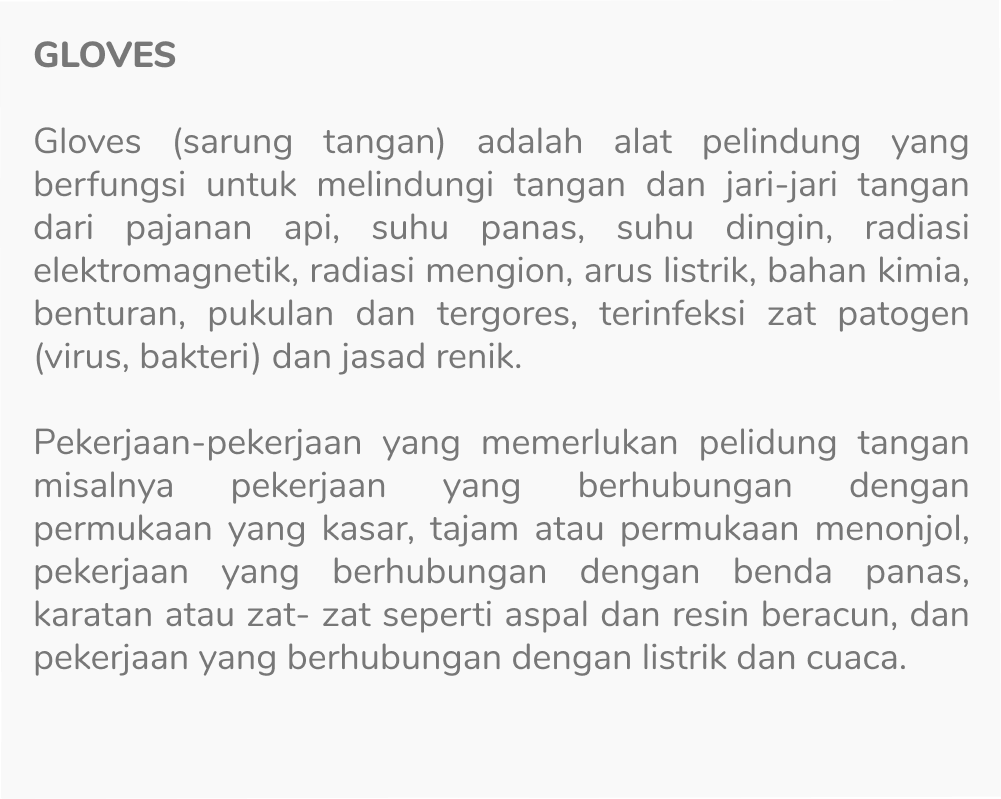 GLOVES
Gloves (sarung tangan) adalah alat pelindung yang
berfungsi untuk melindungi tangan dan jari-jari tangan
dari pajanan api, suhu panas, suhu dingin, radiasi
elektromagnetik, radiasi mengion, arus listrik, bahan kimia,
benturan, pukulan dan tergores, terinfeksi zat patogen
(virus, bakteri) dan jasad renik.
Pekerjaan-pekerjaan yang memerlukan pelidung tangan
misalnya pekerjaan yang berhubungan dengan
permukaan yang kasar, tajam atau permukaan menonjol,
pekerjaan yang berhubungan dengan benda panas,
karatan atau zat- zat seperti aspal dan resin beracun, dan
pekerjaan yang berhubungan dengan listrik dan cuaca.